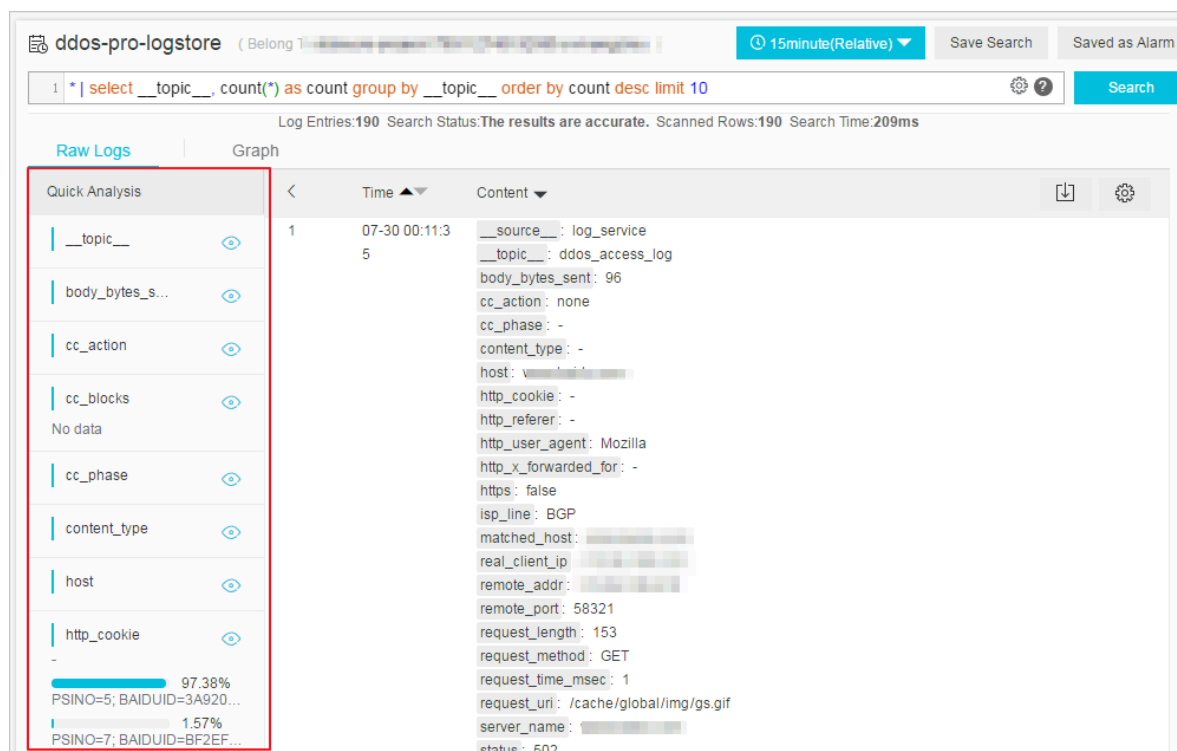 ddos-pro-logstore ( Belong T
15minute(Relative)
Save Search
Saved as Alarm
1 * | select __topic__, count(*) as count group by __topic__ order by count desc limit 10
Search
Log Entries:190 Search Status:The results are accurate. Scanned Rows:190 Search Time:209ms
Raw Logs
Graph
Quick Analysis
__topic__
body_bytes_s...
cc_action
cc_blocks
No data
cc_phase
content_type
host
http_cookie
-
97.38%
PSINO=5; BAIDUID=3A920...
1.57%
PSINO=7; BAIDUID=BF2EF...
Time
Content
1
07-30 00:11:3
5
__source__ : log_service
__topic__ : ddos_access_log
body_bytes_sent : 96
cc_action : none
cc_phase : -
content_type : -
host :
http_cookie : -
http_referer : -
http_user_agent : Mozilla
http_x_forwarded_for : -
https : false
isp_line : BGP
matched_host :
real_client_ip
remote_addr :
remote_port : 58321
request_length : 153
request_method : GET
request_time_msec : 1
request_uri : /cache/global/img/gs.gif
server_name :
status : 502